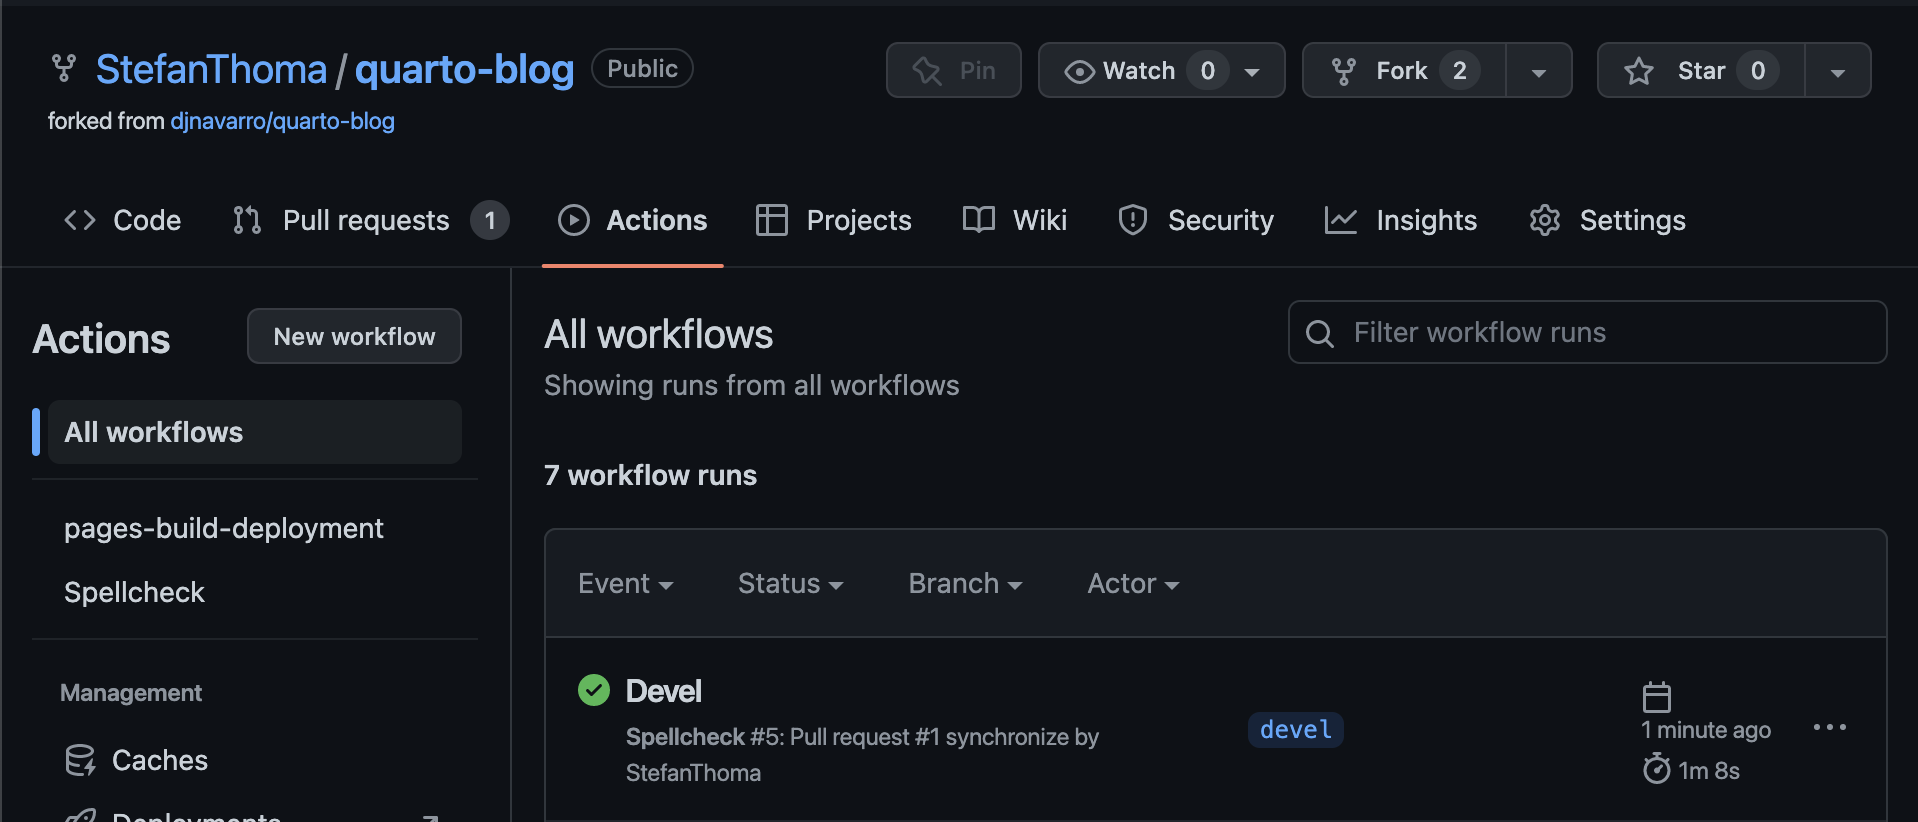 StefanThoma / quarto-blog Public
Pin
Watch 0
Fork 2
Star 0
forked from djnavarro/quarto-blog
Code
Pull requests 1
Actions
Projects
Wiki
Security
Insights
Settings
Actions
New workflow
All workflows
pages-build-deployment
Spellcheck
Management
Caches
Deployments
All workflows
Showing runs from all workflows
Filter workflow runs
7 workflow runs
Event
Status
Branch
Actor
Devel
Spellcheck #5: Pull request #1 synchronize by
StefanThoma
devel
1 minute ago
1m 8s